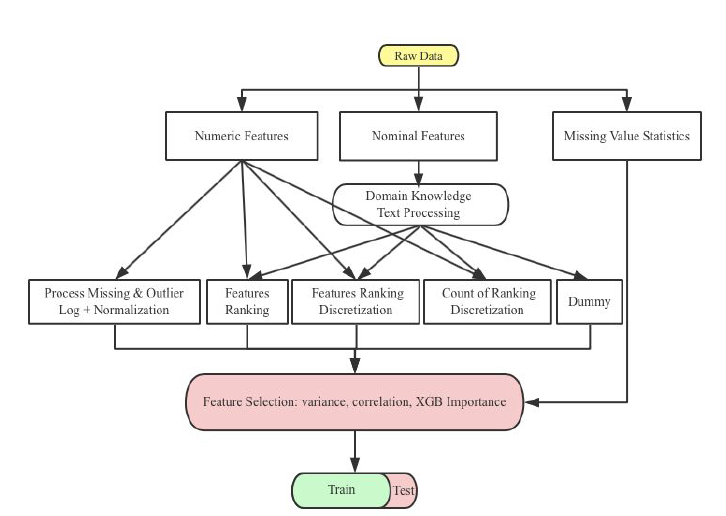 Raw Data
Numeric Features
Nominal Features
Missing Value Statistics
Domain Knowledge
Text Processing
Process Missing & Outlier
Log + Normalization
Features
Ranking
Features Ranking
Discretization
Count of Ranking
Discretization
Dummy
Feature Selection: variance, correlation, XGB Importance
Train
Test